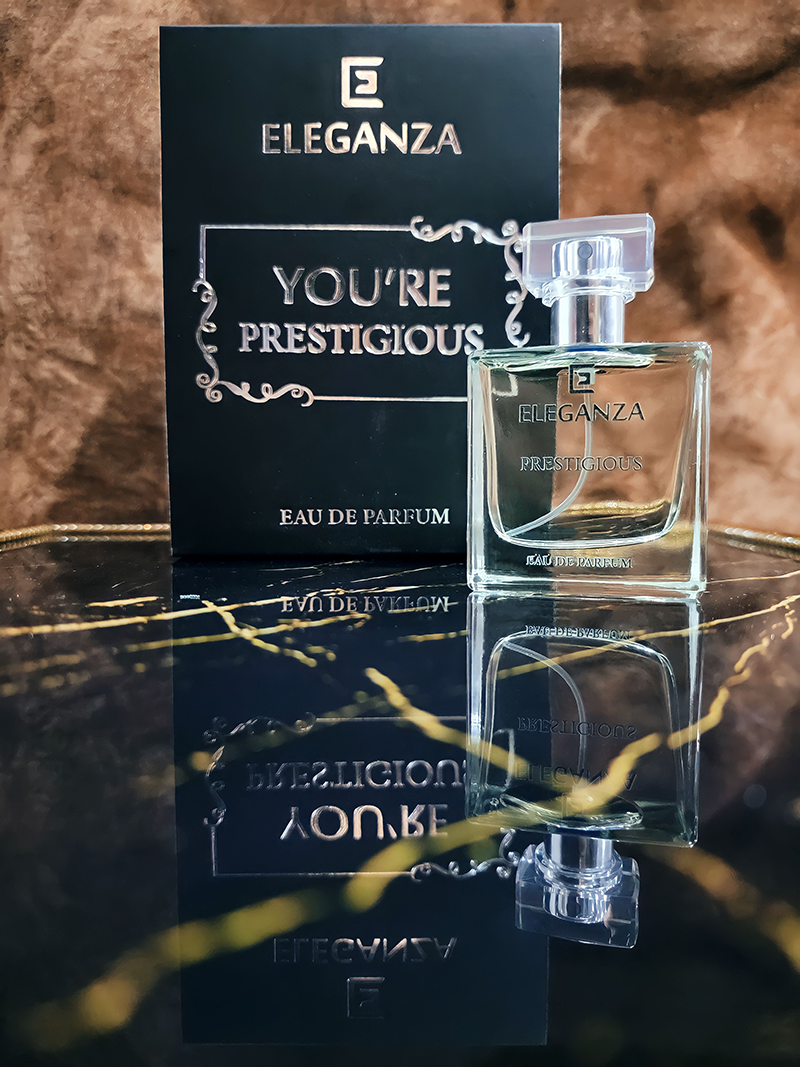 ELEGANZA
YOU'RE
PRESTIGIOUS
EAU DE PARFUM
ELEGANZA
PRESTIGIOUS
EAU DE PARFUM